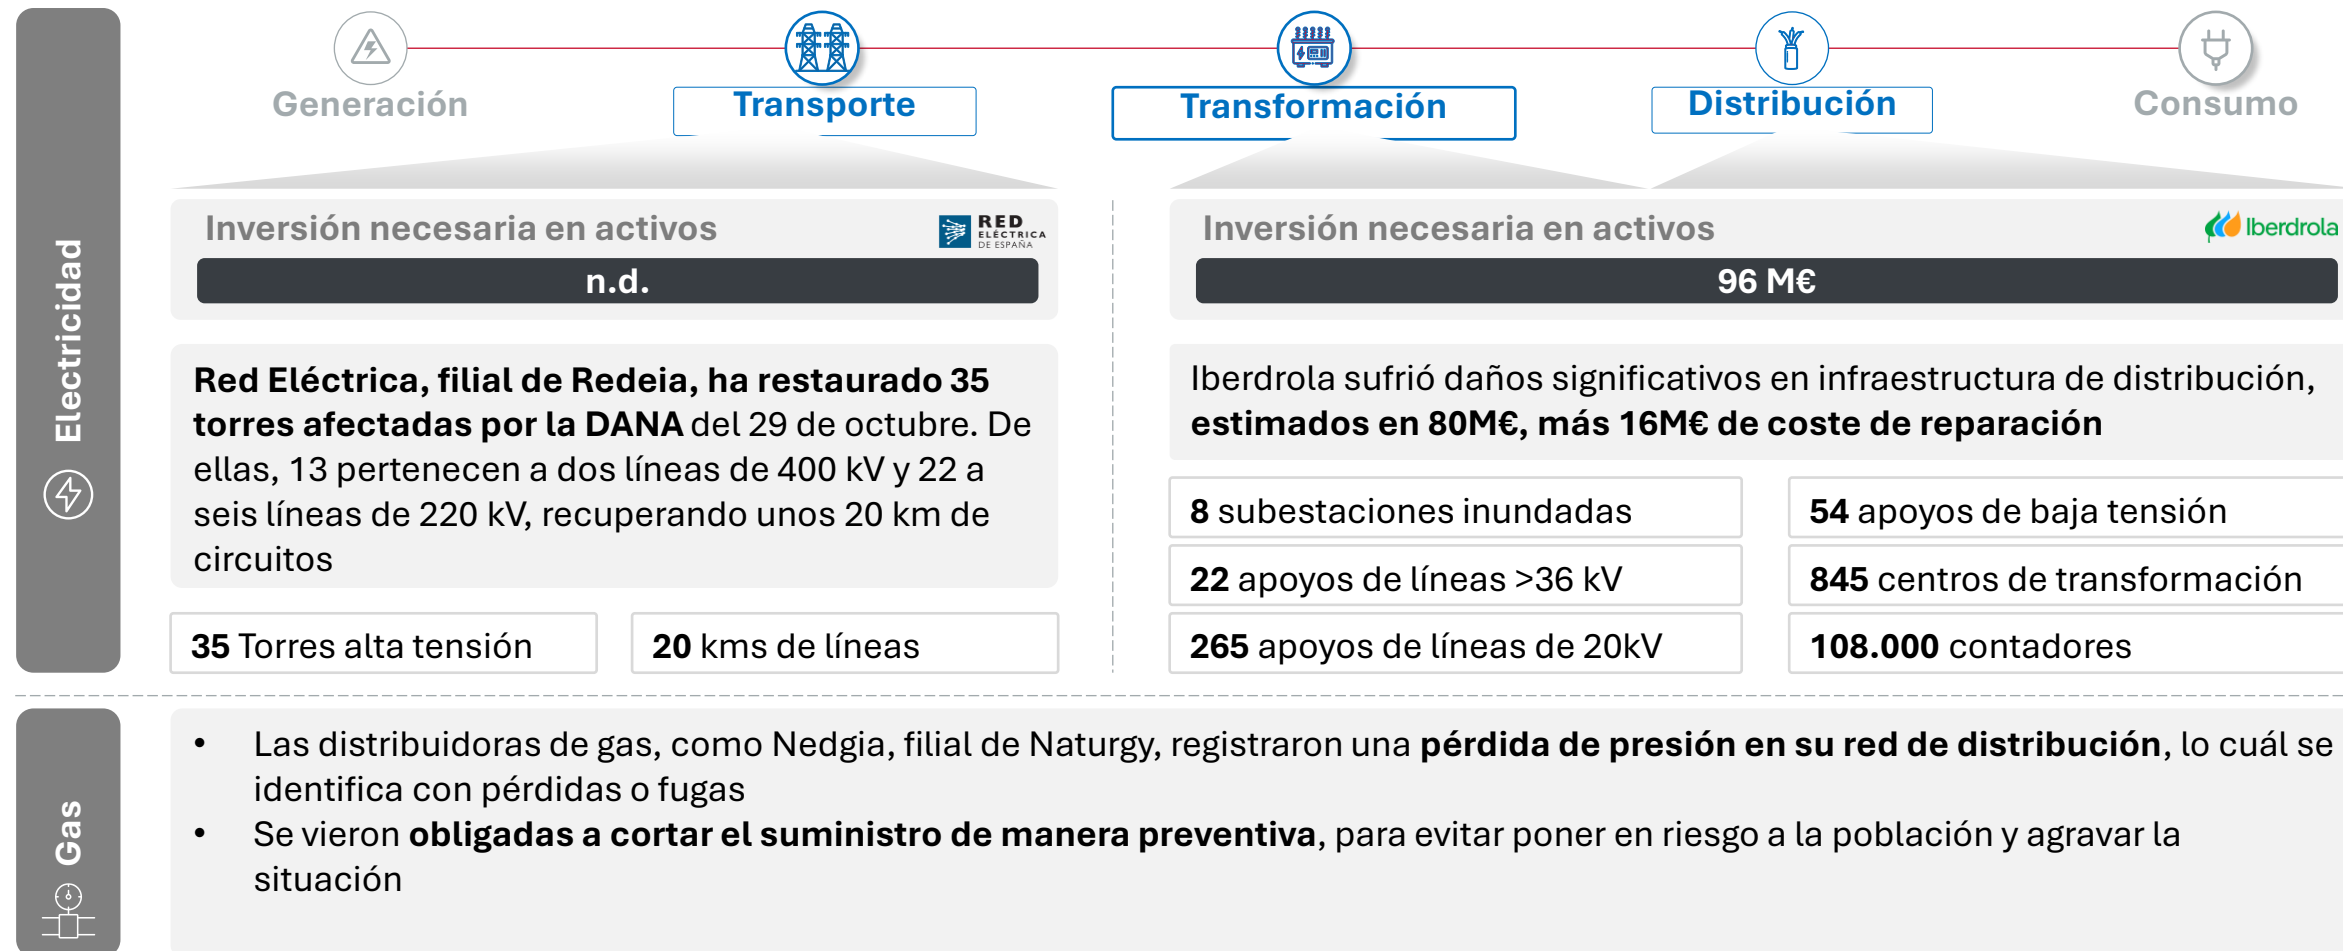 Generación
Transporte
Transformación
Distribución
Consumo
Electricidad
Inversión necesaria en activos
RED
ELÉCTRICA
DE ESPAÑA
n.d.
Red Eléctrica, filial de Redeia, ha restaurado 35
torres afectadas por la DANA del 29 de octubre. De
ellas, 13 pertenecen a dos líneas de 400 kV y 22 a
seis líneas de 220 kV, recuperando unos 20 km de
circuitos
35 Torres alta tensión
20 kms de líneas
Inversión necesaria en activos
Iberdrola
96 M€
Iberdrola sufrió daños significativos en infraestructura de distribución,
estimados en 80M€, más 16M€ de coste de reparación
8 subestaciones inundadas
54 apoyos de baja tensión
22 apoyos de líneas >36 kV
845 centros de transformación
265 apoyos de líneas de 20kV
108.000 contadores
Gas
• Las distribuidoras de gas, como Nedgia, filial de Naturgy, registraron una pérdida de presión en su red de distribución, lo cuál se
identifica con pérdidas o fugas
• Se vieron obligadas a cortar el suministro de manera preventiva, para evitar poner en riesgo a la población y agravar la
situación